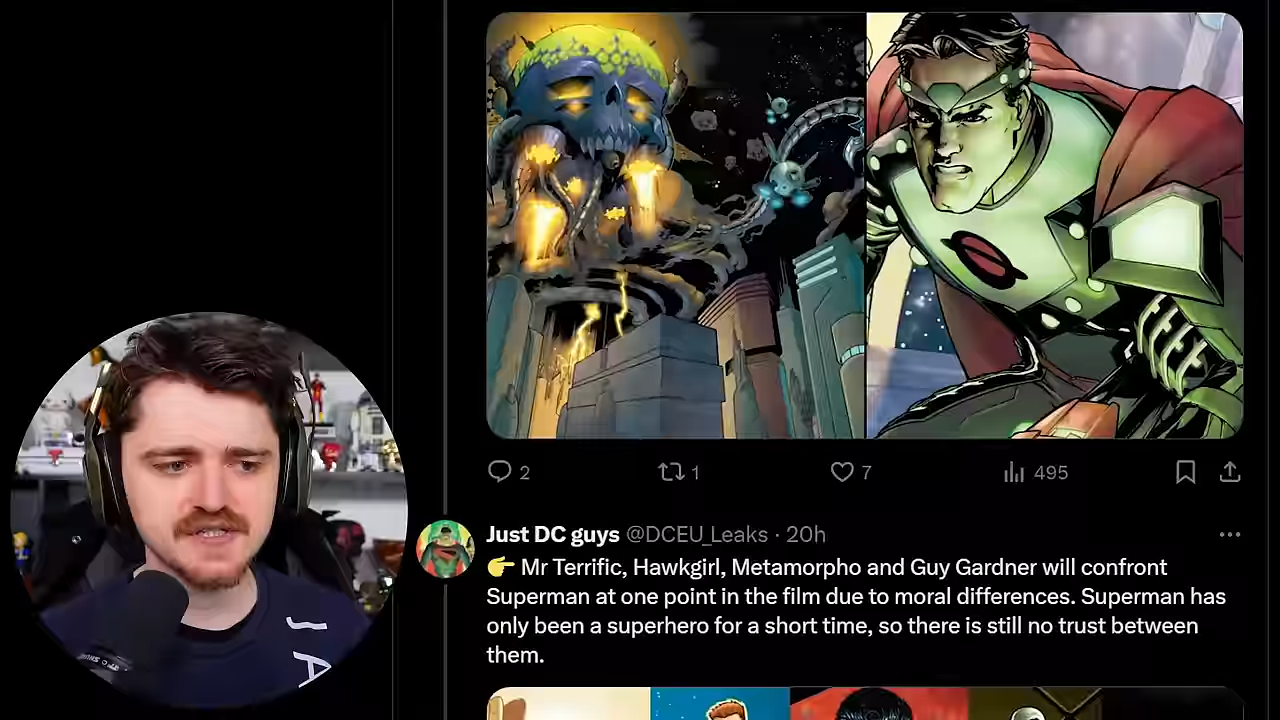 2
1
7
495
Just DC guys @DCEU_Leaks · 20h
👉 Mr Terrific, Hawkgirl, Metamorpho and Guy Gardner will confront
Superman at one point in the film due to moral differences. Superman has
only been a superhero for a short time, so there is still no trust between
them.